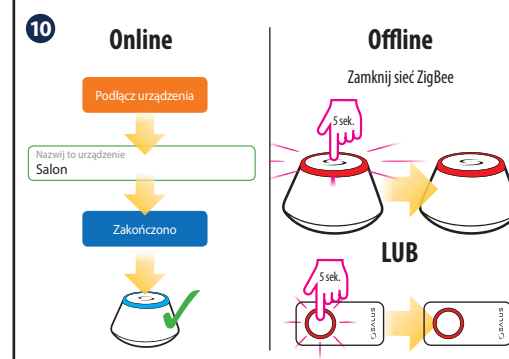 10
Online
Podłącz urządzenia
Nazwij to urządzenie
Salon
Zakończono
Offline
Zamknij sieć ZigBee
5 sek.
LUB
5 sek.
SALUS
SALUS